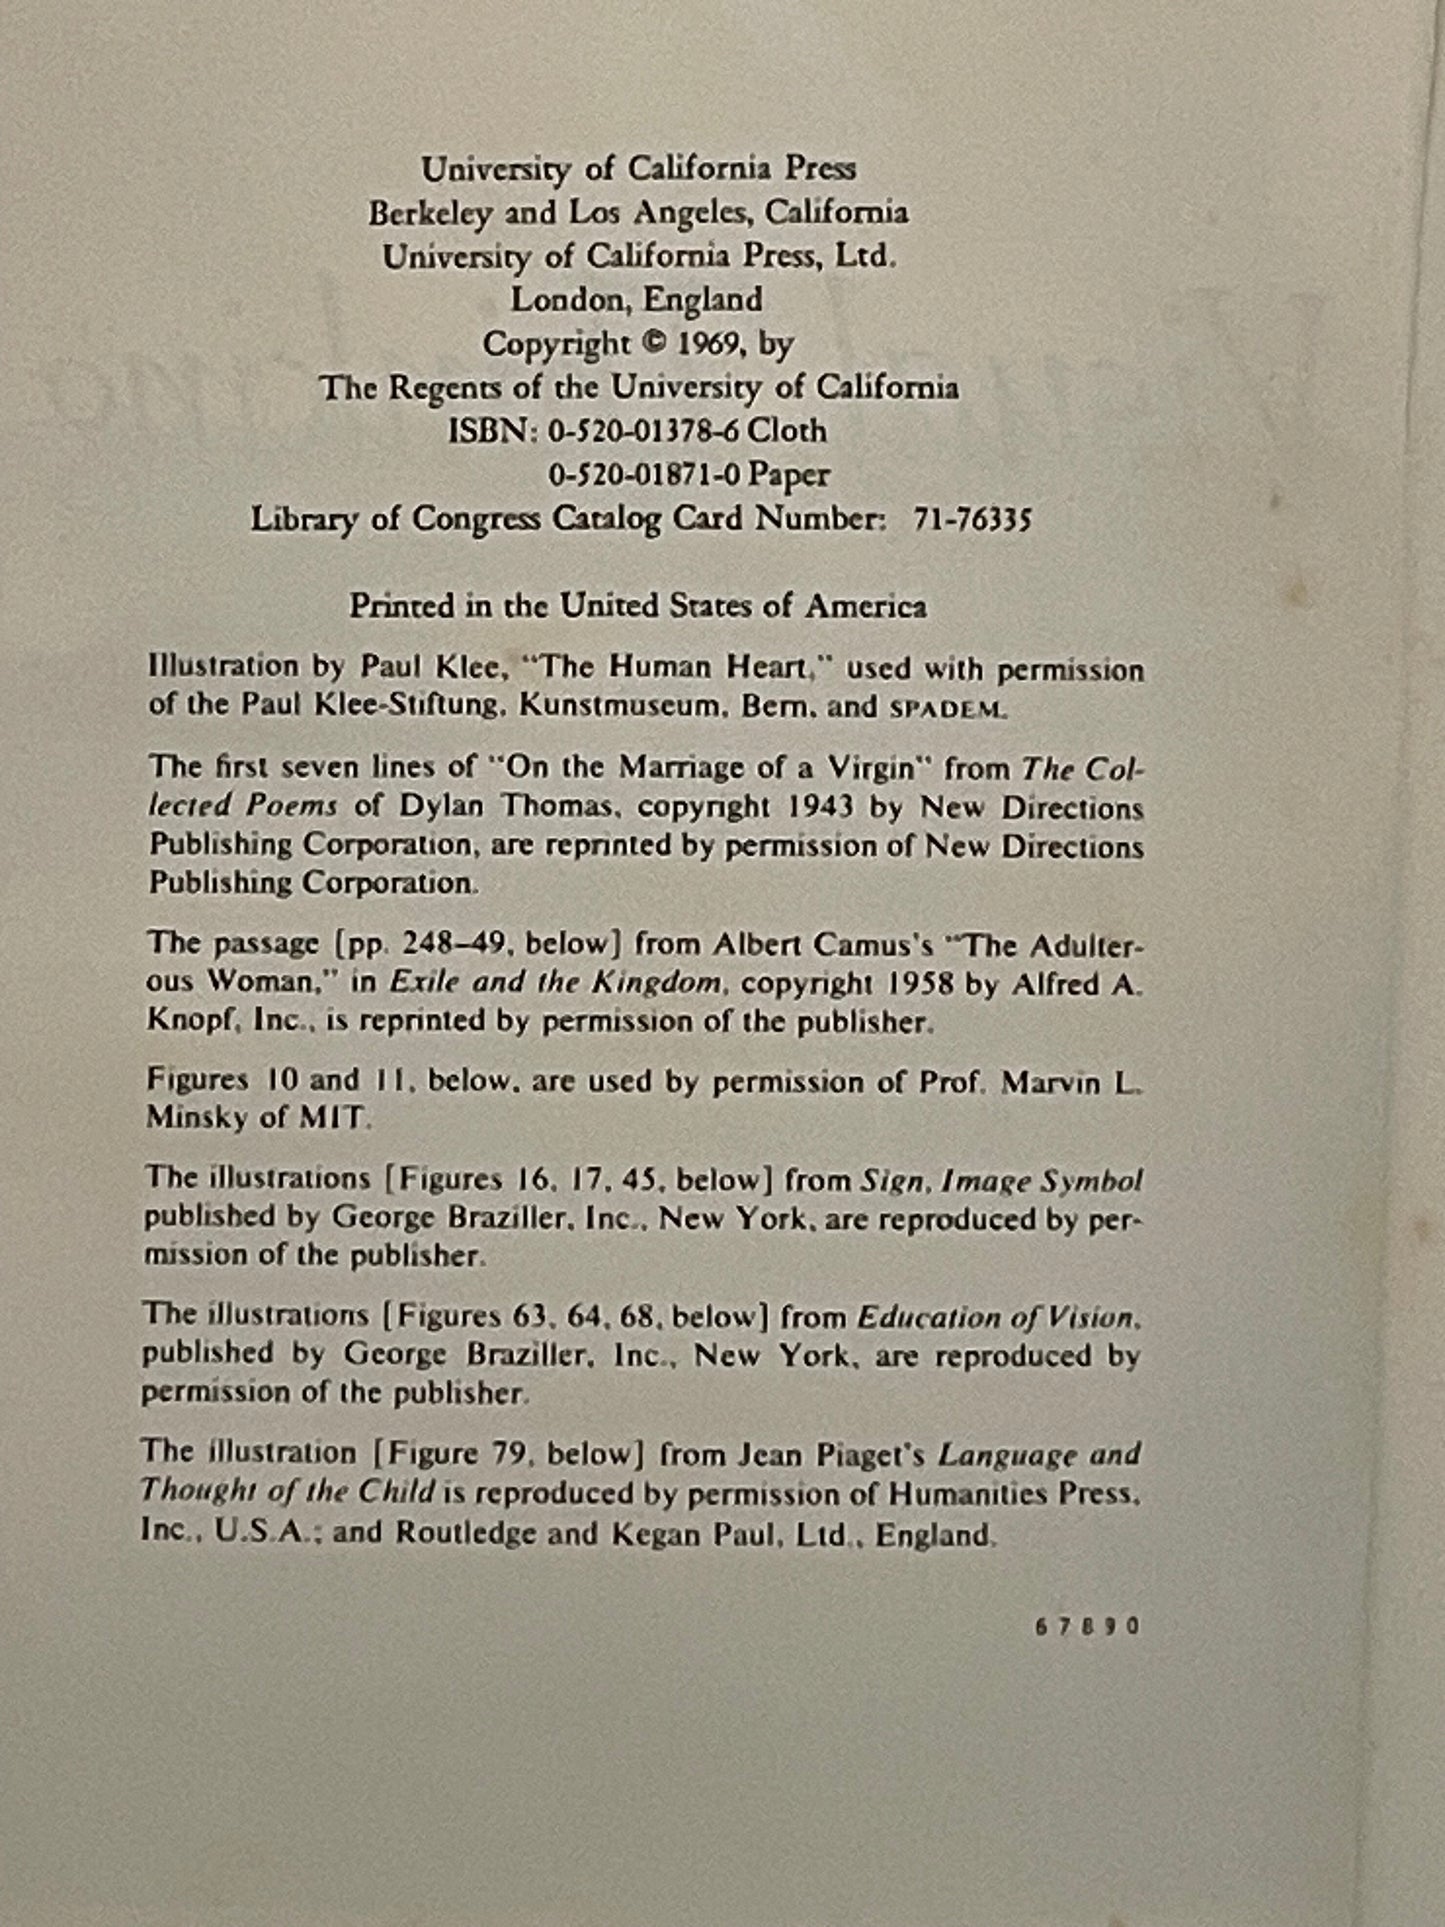 University of California Press
Berkeley and Los Angeles, California
University of California Press, Ltd.
London, England
Copyright © 1969, by
The Regents of the University of California
ISBN: 0-520-01378-6 Cloth
0-520-01871-0 Paper
Library of Congress Catalog Card Number: 71-76335
Printed in the United States of America
Illustration by Paul Klee, "The Human Heart," used with permission
of the Paul Klee-Stiftung, Kunstmuseum, Bern, and SPADEM.
The first seven lines of "On the Marriage of a Virgin" from The Col-
lected Poems of Dylan Thomas, copyright 1943 by New Directions
Publishing Corporation, are reprinted by permission of New Directions
Publishing Corporation.
The passage [pp. 248–49, below] from Albert Camus's "The Adulter-
ous Woman," in Exile and the Kingdom, copyright 1958 by Alfred A.
Knopf, Inc., is reprinted by permission of the publisher.
Figures 10 and 11, below, are used by permission of Prof. Marvin L.
Minsky of MIT.
The illustrations [Figures 16, 17, 45, below] from Sign, Image Symbol
published by George Braziller, Inc., New York, are reproduced by per-
mission of the publisher.
The illustrations [Figures 63, 64, 68, below] from Education of Vision,
published by George Braziller, Inc., New York, are reproduced by
permission of the publisher.
The illustration [Figure 79, below] from Jean Piaget's Language and
Thought of the Child is reproduced by permission of Humanities Press,
Inc., U.S.A.; and Routledge and Kegan Paul, Ltd., England.
6 7 8 9 0